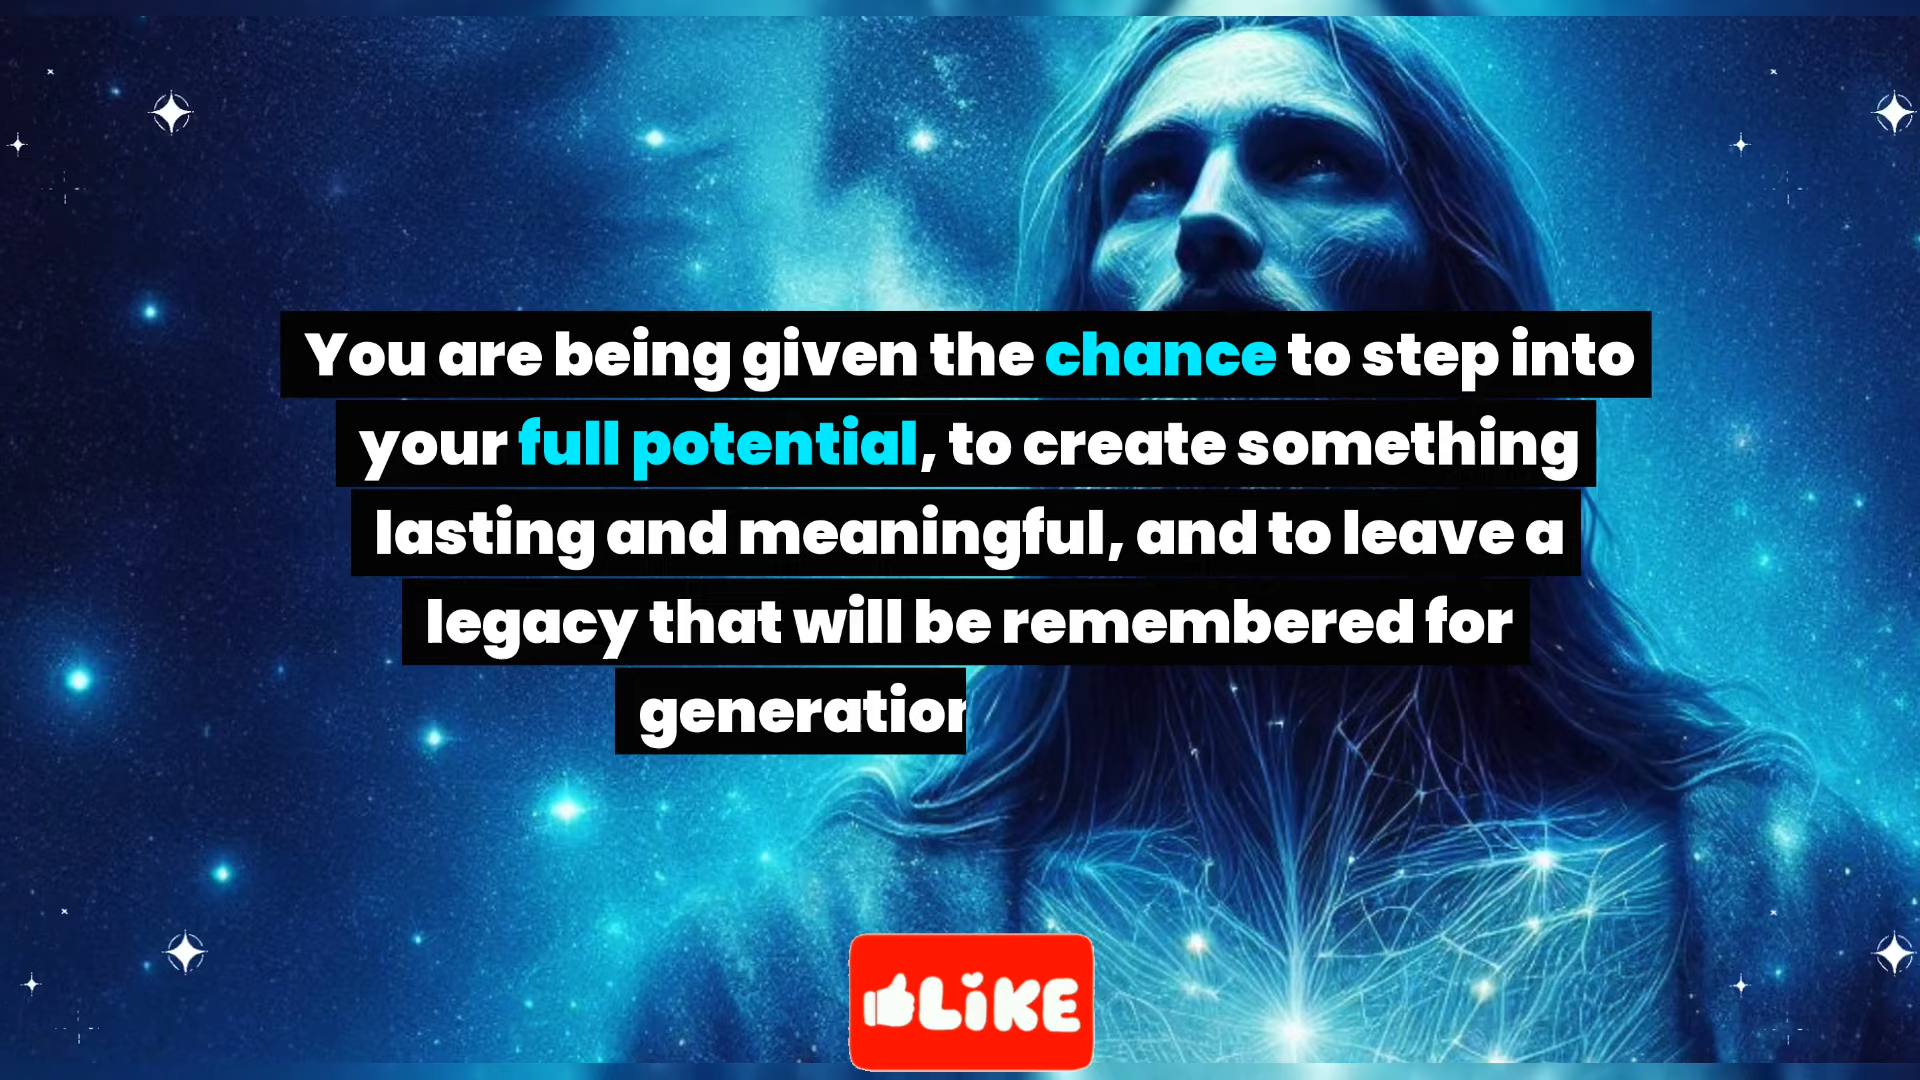 You are being given the chance to step into
your full potential, to create something
lasting and meaningful, and to leave a
legacy that will be remembered for
generation
LIKE